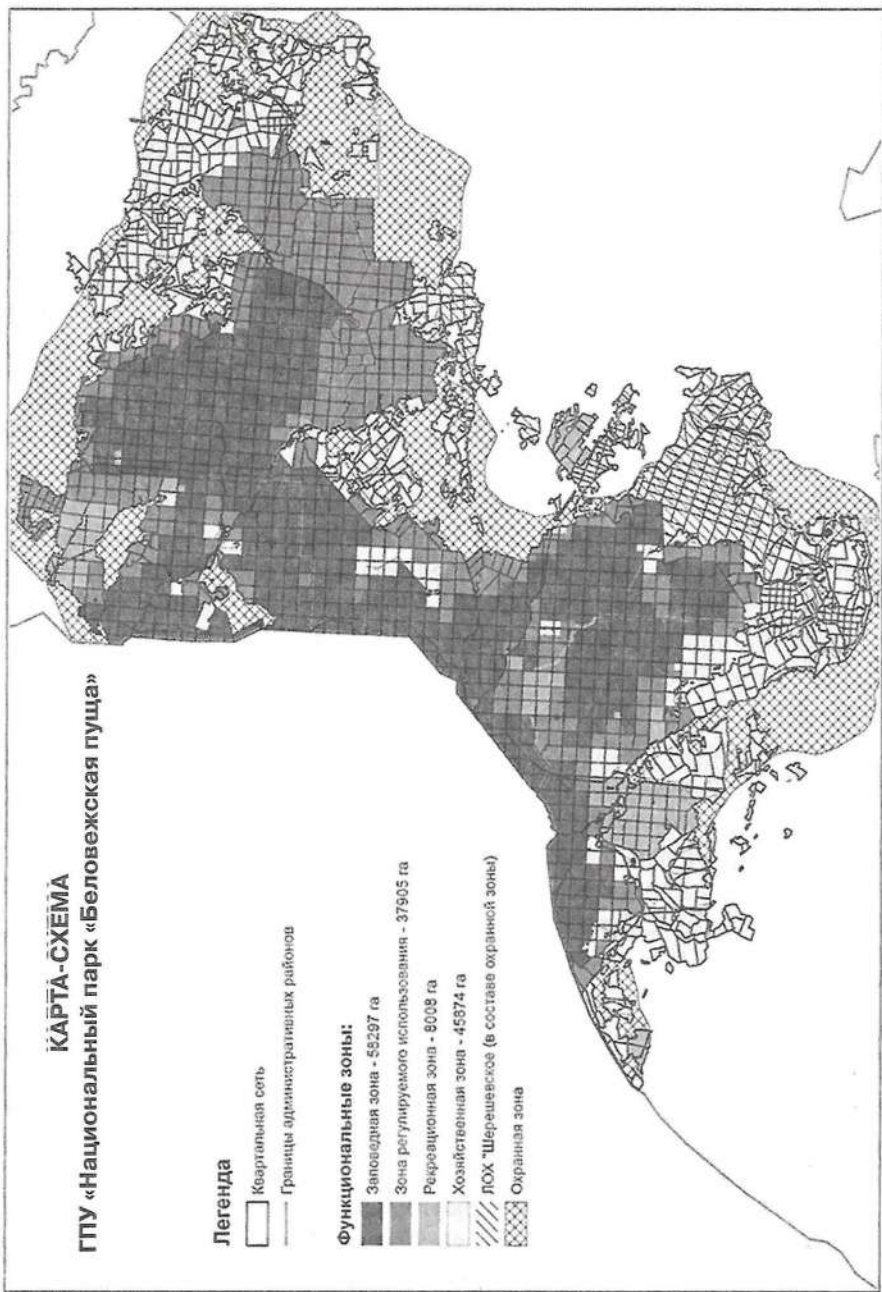 КАРТА-СХЕМА
ГПУ «Национальный парк «Беловежская пуща»
Легенда
Квартальная сеть
Границы административных районов
Функциональные зоны:
Заповедная зона - 58297 га
Зона регулируемого использования - 37905 га
Рекреационная зона - 8008 га
Хозяйственная зона - 45874 га
ЛОХ "Шерешевское (в составе охранной зоны)
Охранная зона